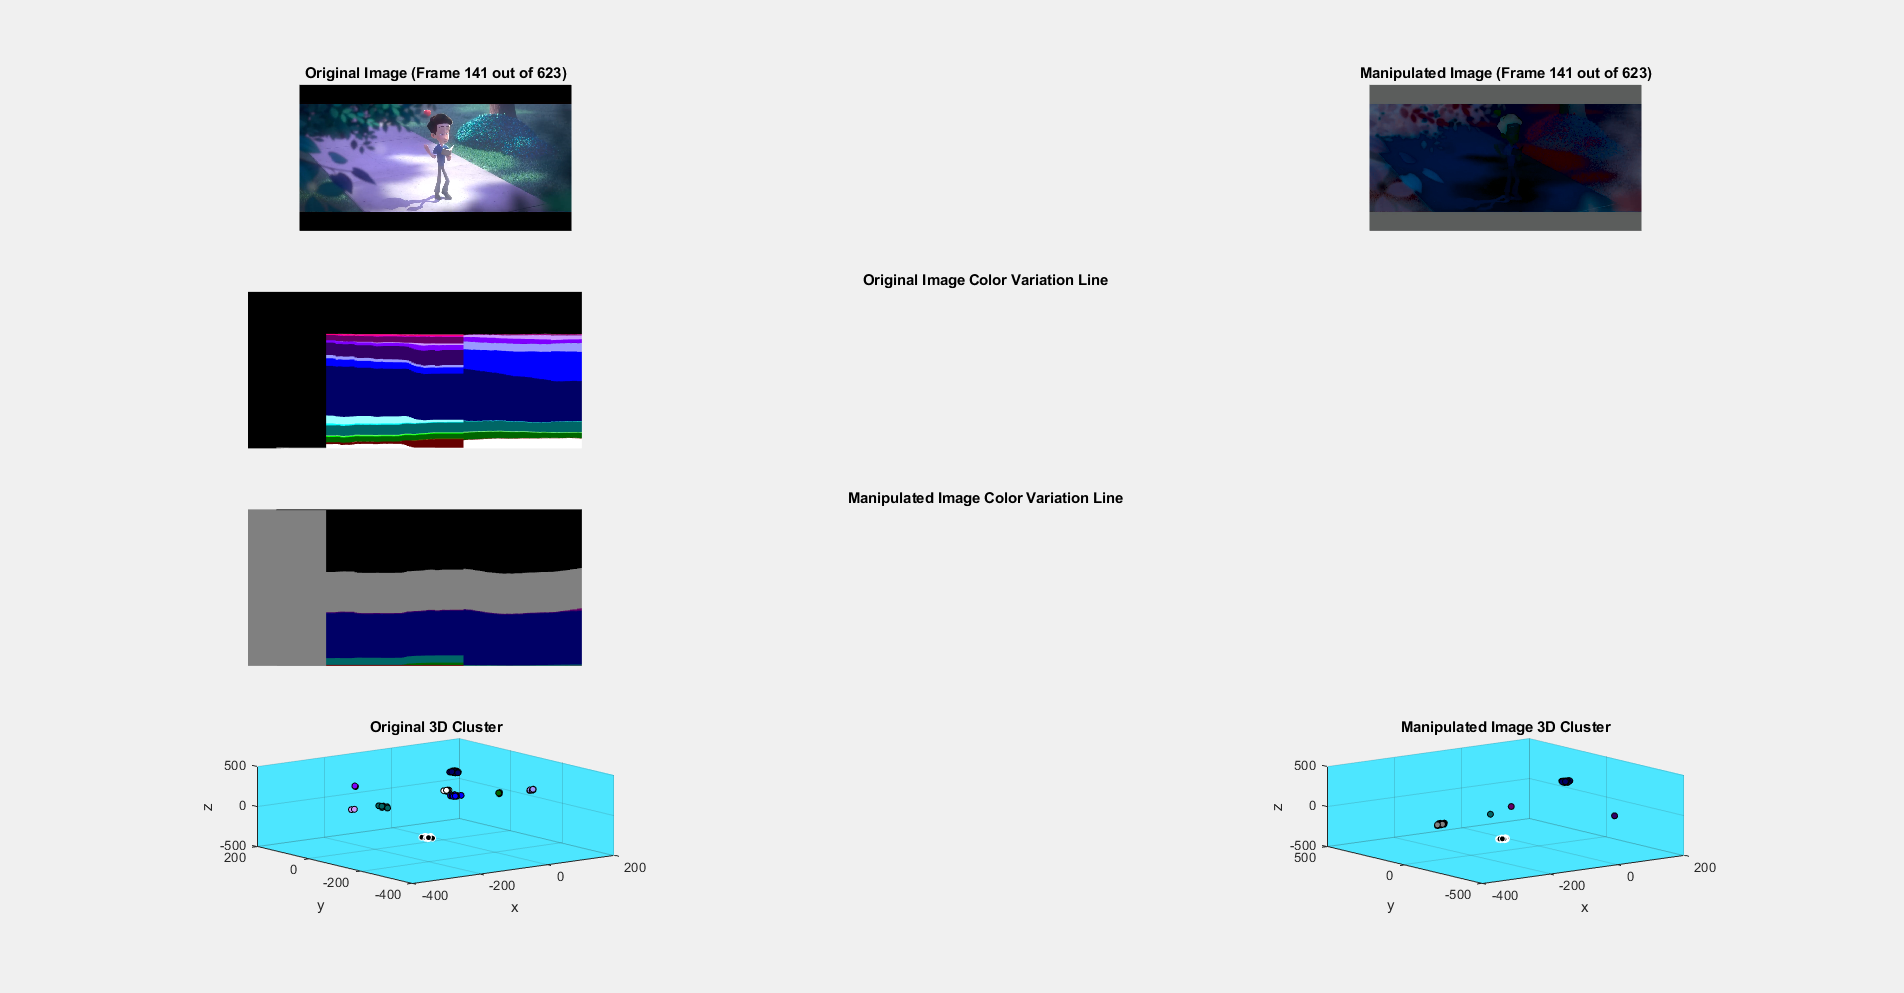 Original Image (Frame 141 out of 623)
Manipulated Image (Frame 141 out of 623)
Original Image Color Variation Line
Manipulated Image Color Variation Line
Original 3D Cluster
500
0
-500
z
200
0
-200
-400
y
-400
-200
0
200
x
Manipulated Image 3D Cluster
500
0
-500
z
500
0
-500
y
-400
-200
0
200
x